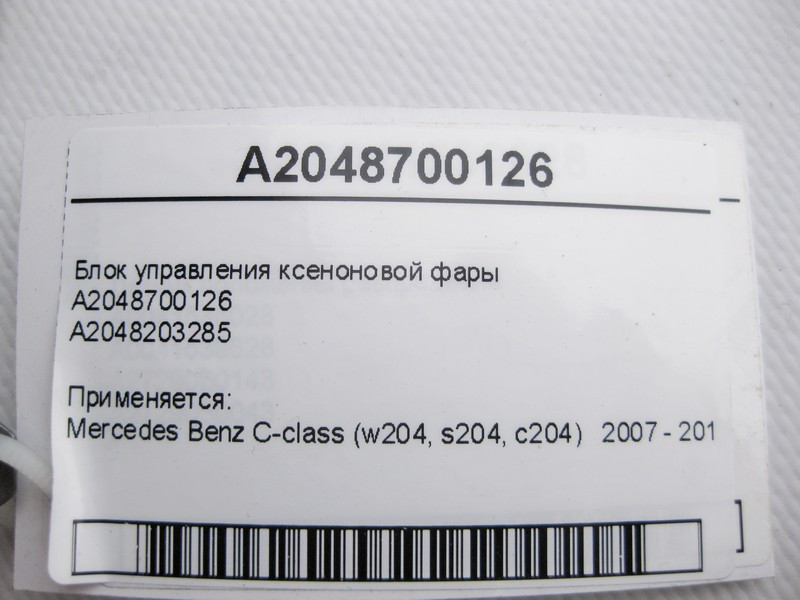 A2048700126
Блок управления ксеноновой фары
A2048700126
A2048203285
Применяется:
Mercedes Benz C-class (w204, s204, c204) 2007 - 201